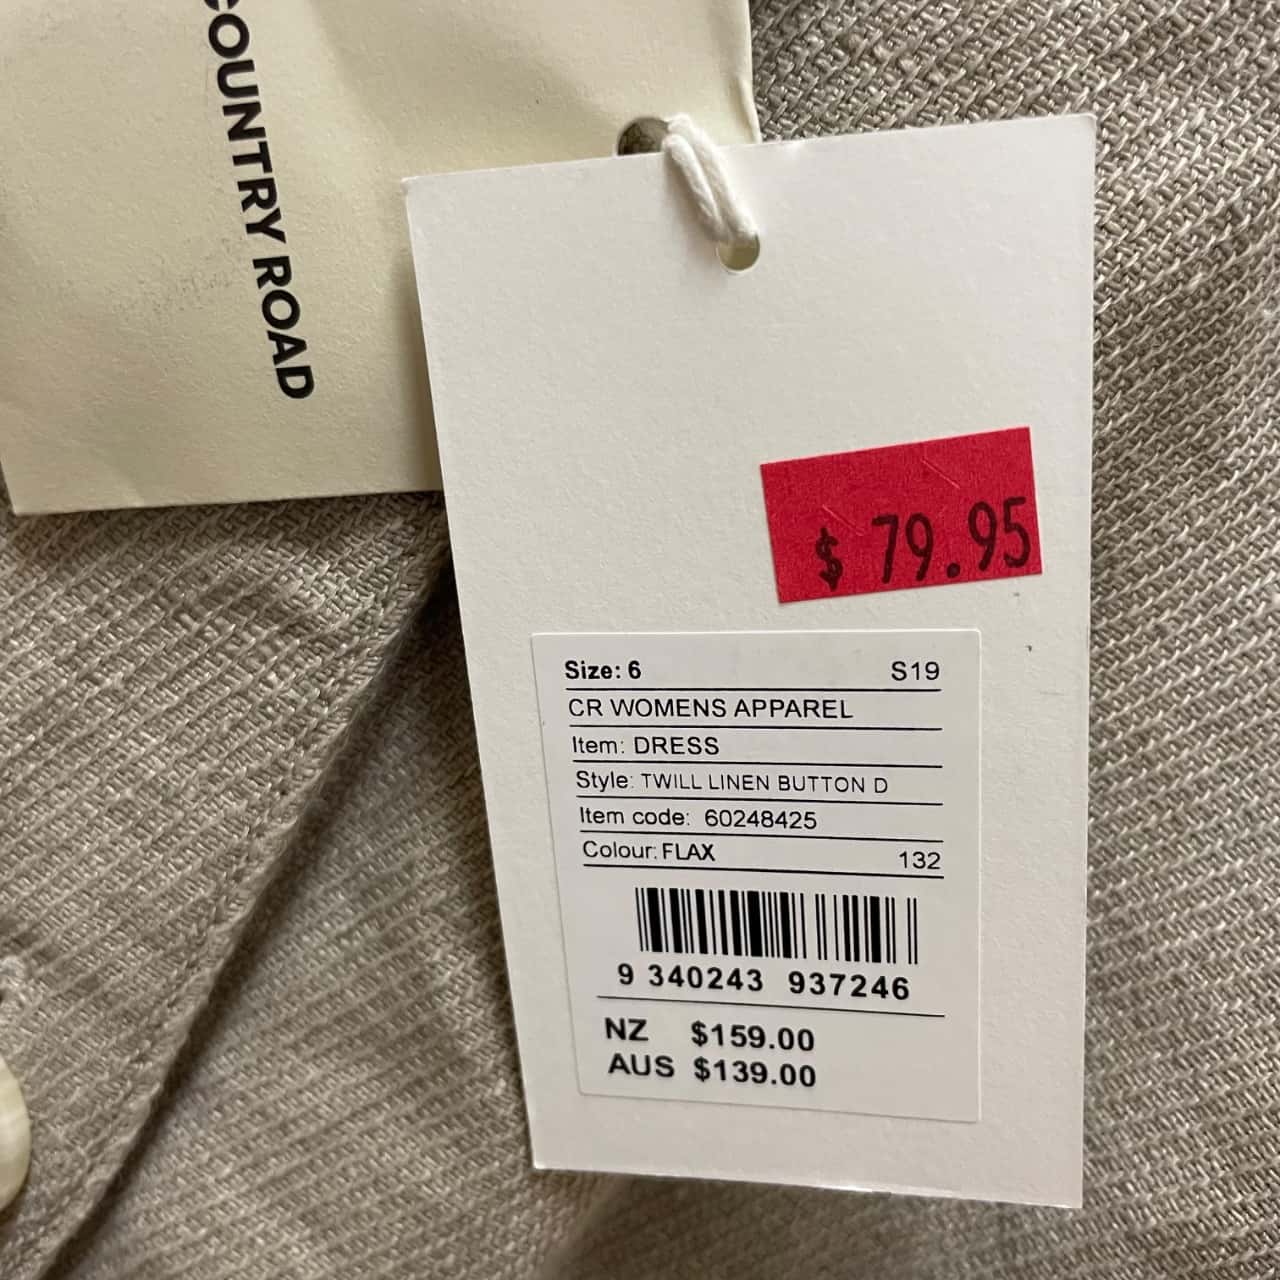 COUNTRY ROAD
$ 79.95
Size: 6 S19
CR WOMENS APPAREL
Item: DRESS
Style: TWILL LINEN BUTTON D
Item code: 60248425
Colour: FLAX 132
9 340243 937246
NZ $159.00
AUS $139.00